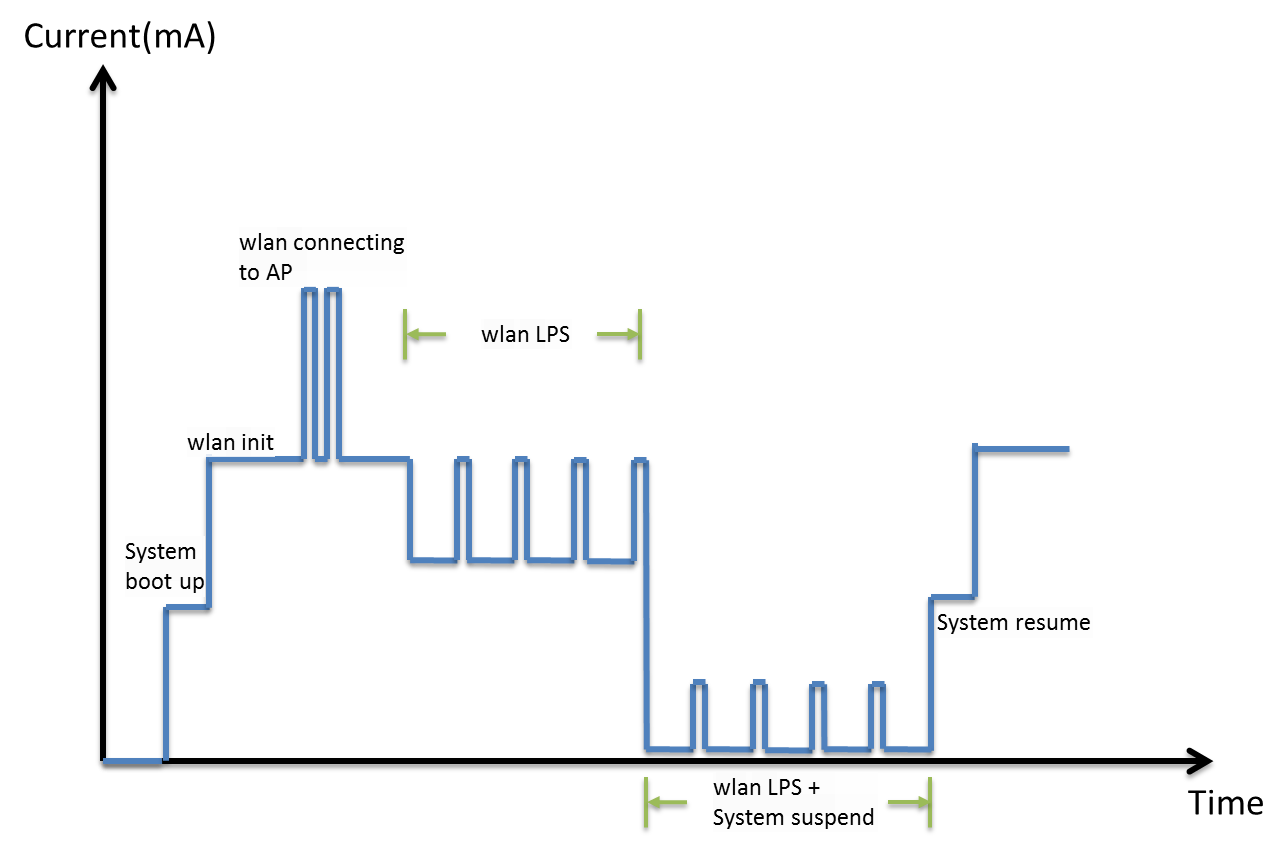 Current(mA)
wlan connecting
to AP
wlan LPS
wlan init
System
boot up
System resume
wlan LPS +
System suspend
Time